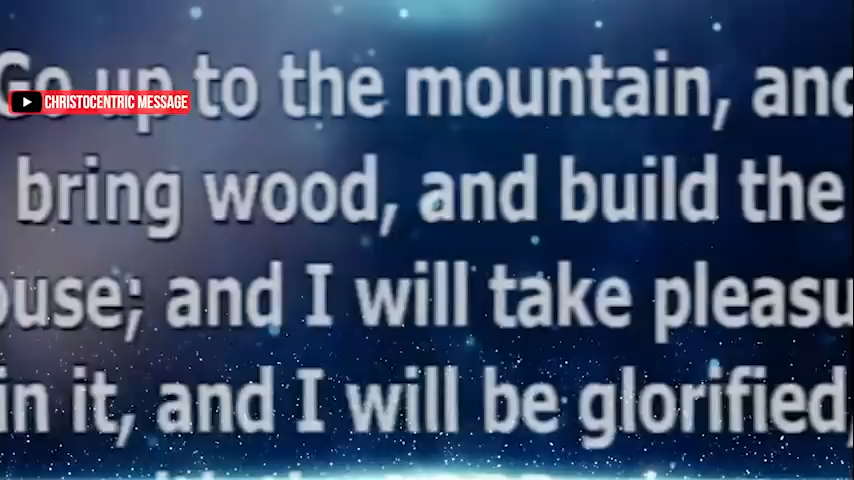 Go up to the mountain, and
CHRISTOCENTRIC MESSAGE
bring wood, and build the
ouse; and I will take pleasu
in it, and I will be glorified,